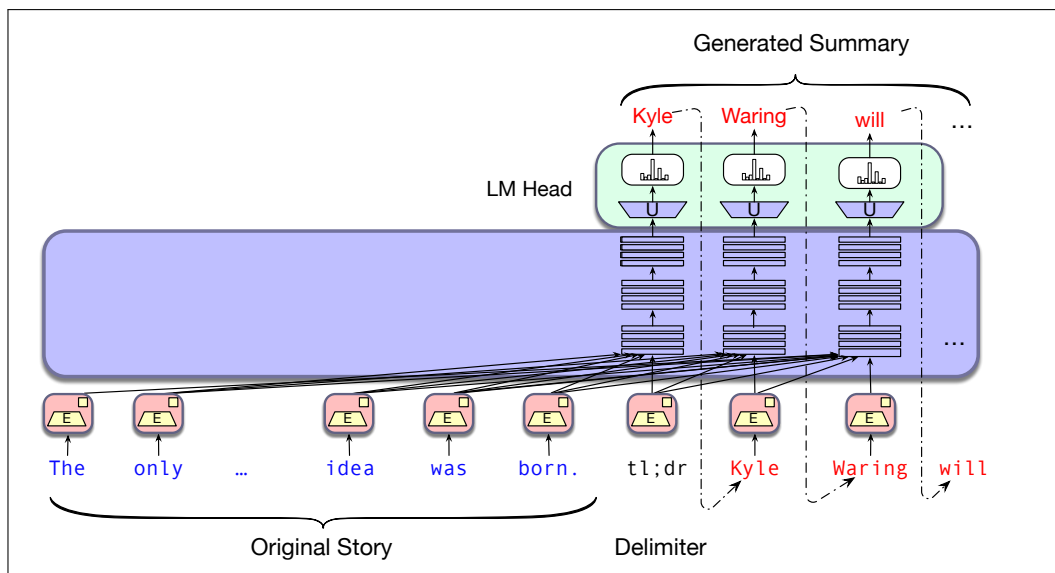 Generated Summary
Kyle Waring will …
LM Head
U U U
…
E E E E E E E E
The only … idea was born. tl;dr Kyle Waring will
Original Story Delimiter